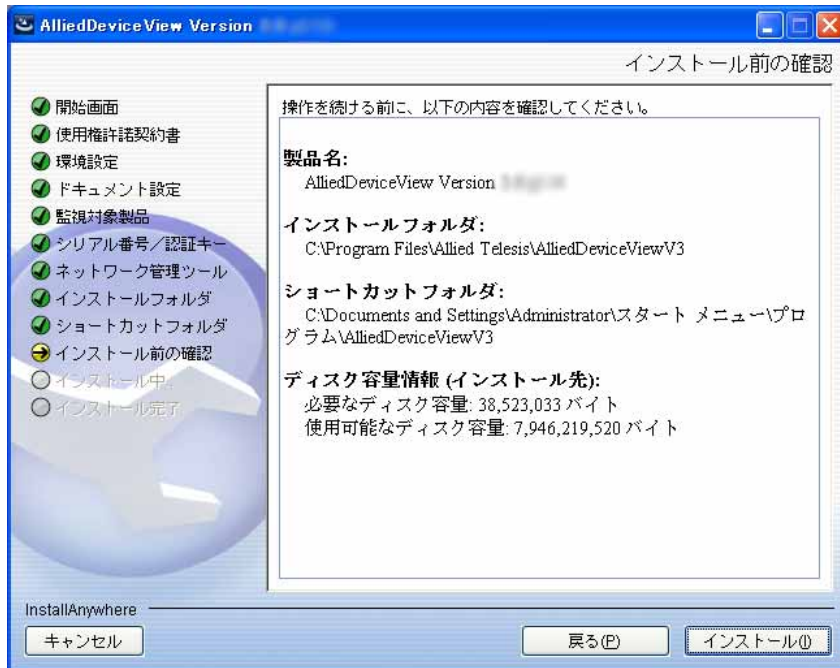 AlliedDeviceView Version
インストール前の確認
開始画面
使用権許諾契約書
環境設定
ドキュメント設定
監視対象製品
シリアル番号／認証キー
ネットワーク管理ツール
インストールフォルダ
ショートカットフォルダ
インストール前の確認
インストール中...
インストール完了
操作を続ける前に、以下の内容を確認してください。
製品名:
AlliedDeviceView Version
インストールフォルダ:
C:\Program Files\Allied Telesis\AlliedDeviceViewV3
ショートカットフォルダ:
C:\Documents and Settings\Administrator\スタート メニュー\プロ
グラム\AlliedDeviceViewV3
ディスク容量情報 (インストール先):
必要なディスク容量: 38,523,033 バイト
使用可能なディスク容量: 7,946,219,520 バイト
InstallAnywhere
キャンセル
戻る(P)
インストール(I)